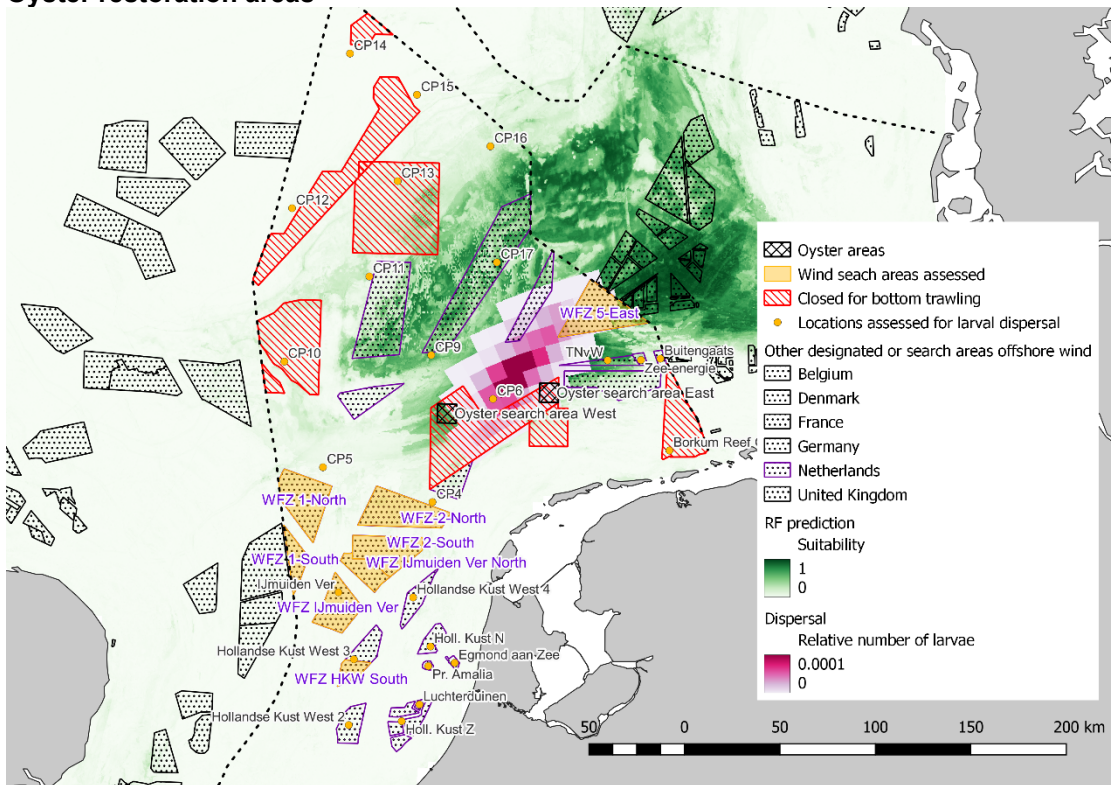 Oyster restoration areas
CP14
CP15
CP16
CP13
CP12
CP17
CP11
WFZ 5-East
CP9
TNvW
Buitengaats
Zee-energie
CP10
CP6
Oyster search area East
Oyster search area West
Borkum Reef
CP5
CP4
WFZ 1-North
WFZ-2-North
WFZ 2-South
WFZ 1-South
WFZ IJmuiden Ver North
IJmuiden Ver
Hollandse Kust West 4
WFZ IJmuiden Ver
Holl. Kust N
Hollandse Kust West 3
Egmond aan Zee
Pr. Amalia
WFZ HKW South
Luchterduinen
Hollandse Kust West 2
Holl. Kust Z
Oyster areas
Wind seach areas assessed
Closed for bottom trawling
Locations assessed for larval dispersal
Other designated or search areas offshore wind
Belgium
Denmark
France
Germany
Netherlands
United Kingdom
RF prediction
Suitability
1
0
Dispersal
Relative number of larvae
0.0001
0
50 0 50 100 150 200 km